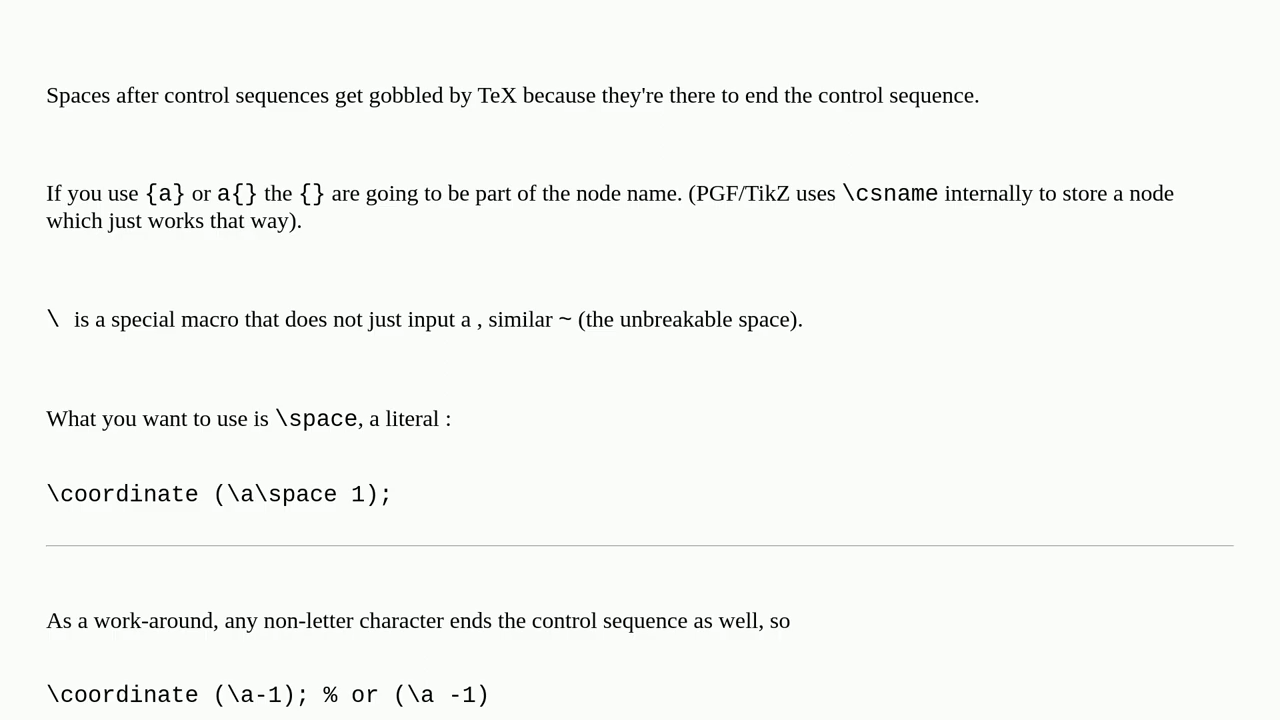 Spaces after control sequences get gobbled by TeX because they're there to end the control sequence.
If you use {a} or a{} the {} are going to be part of the node name. (PGF/TikZ uses \csname internally to store a node
which just works that way).
\  is a special macro that does not just input a , similar ~ (the unbreakable space).
What you want to use is \space, a literal :
\coordinate (\a\space 1);
As a work-around, any non-letter character ends the control sequence as well, so
\coordinate (\a-1); % or (\a -1)